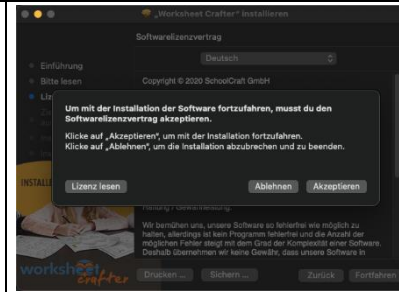 „Worksheet Crafter“ installieren
Softwarelizenzvertrag
Deutsch
Einführung
Bitte lesen
Liz
Copyright © 2020 SchoolCraft GmbH
Um mit der Installation der Software fortzufahren, musst du den
Softwarelizenzvertrag akzeptieren.
Klicke auf „Akzeptieren“, um mit der Installation fortzufahren.
Klicke auf „Ablehnen“, um die Installation abzubrechen und zu beenden.
Lizenz lesen
Ablehnen
Akzeptieren
INSTALLE
Haftung / Gewährleistung:
Wir bemühen uns, unsere Software so fehlerfrei wie möglich zu
halten, allerdings ist kein Programm fehlerfrei und die Anzahl der
möglichen Fehler steigt mit dem Grad der Komplexität einer Software.
Deshalb übernehmen wir keine Gewähr, dass unsere Software in
worksheet
crafter
Drucken ...
Sichern ...
Zurück
Fortfahren